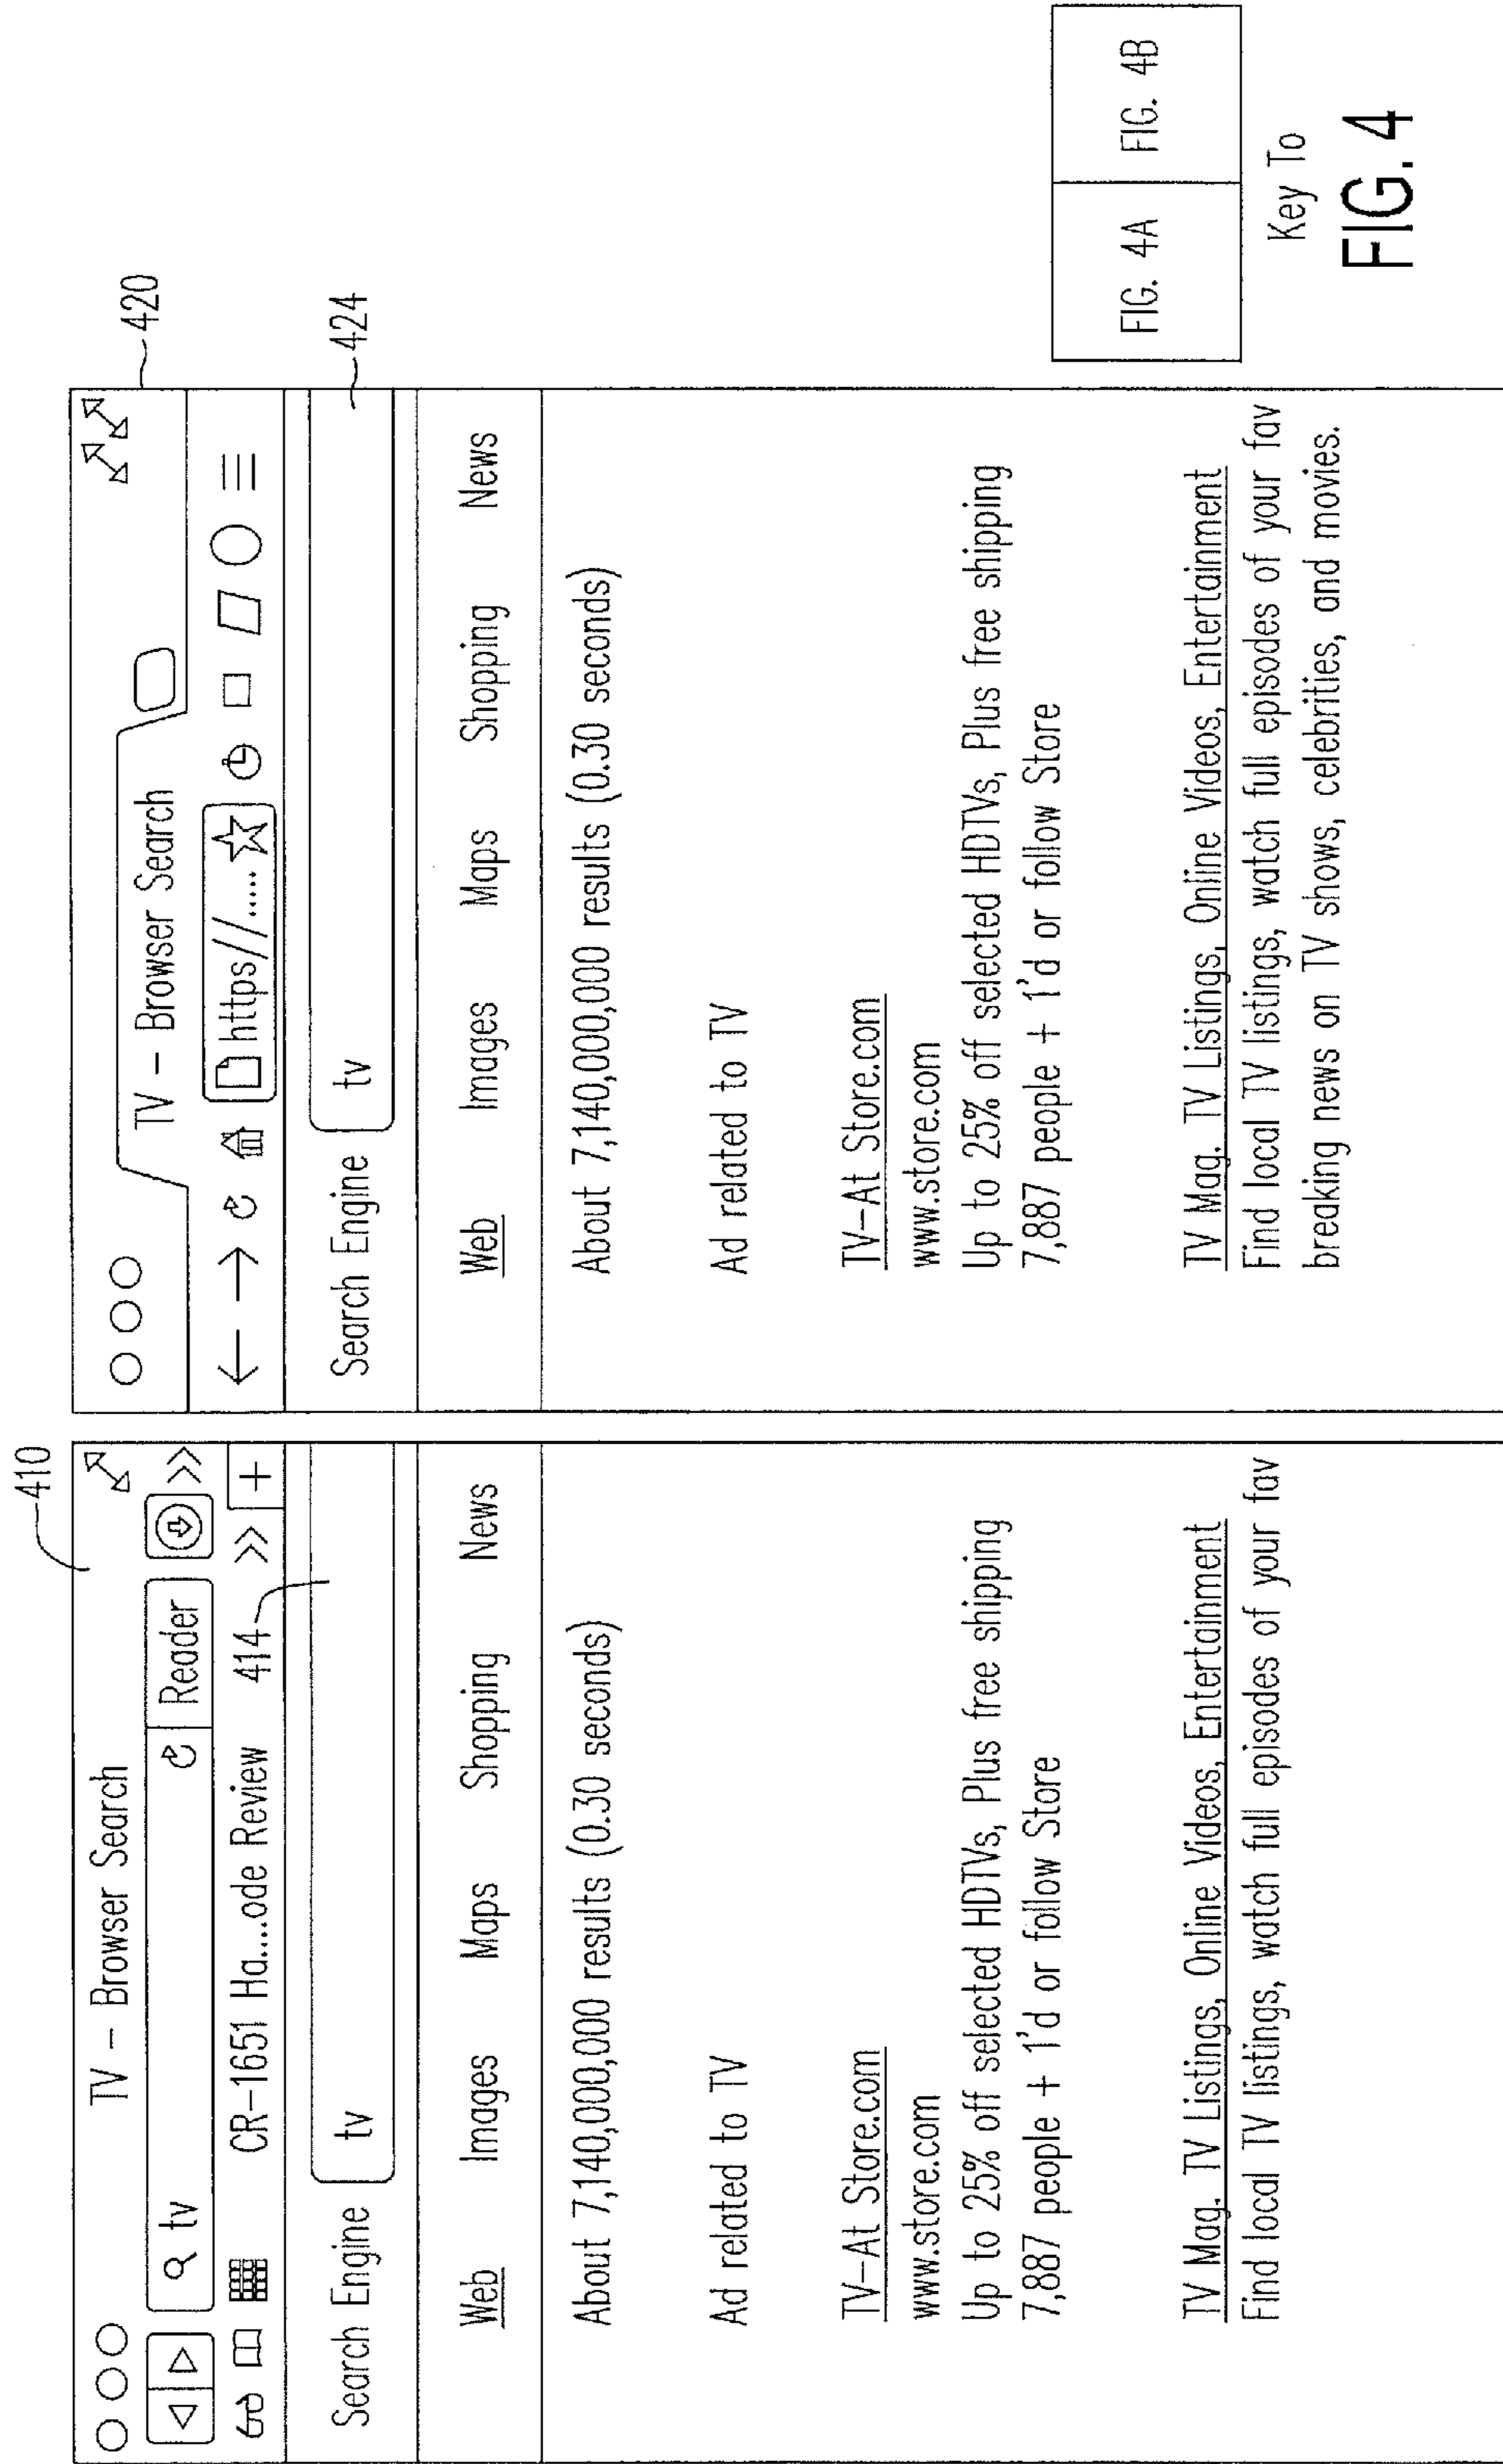 410
TV – Browser Search
tv
Reader
CR–1651 Ha....ode Review
414
Search Engine
tv
Web Images Maps Shopping News
About 7,140,000,000 results (0.30 seconds)
Ad related to TV
TV–At Store.com
www.store.com
Up to 25% off selected HDTVs, Plus free shipping
7,887 people + 1'd or follow Store
TV Mag. TV Listings, Online Videos, Entertainment
Find local TV listings, watch full episodes of your fav
420
TV – Browser Search
https//.....
424
Search Engine
tv
Web Images Maps Shopping News
About 7,140,000,000 results (0.30 seconds)
Ad related to TV
TV–At Store.com
www.store.com
Up to 25% off selected HDTVs, Plus free shipping
7,887 people + 1'd or follow Store
TV Mag. TV Listings, Online Videos, Entertainment
Find local TV listings, watch full episodes of your fav
breaking news on TV shows, celebrities, and movies.
FIG. 4A FIG. 4B
Key To
FIG. 4